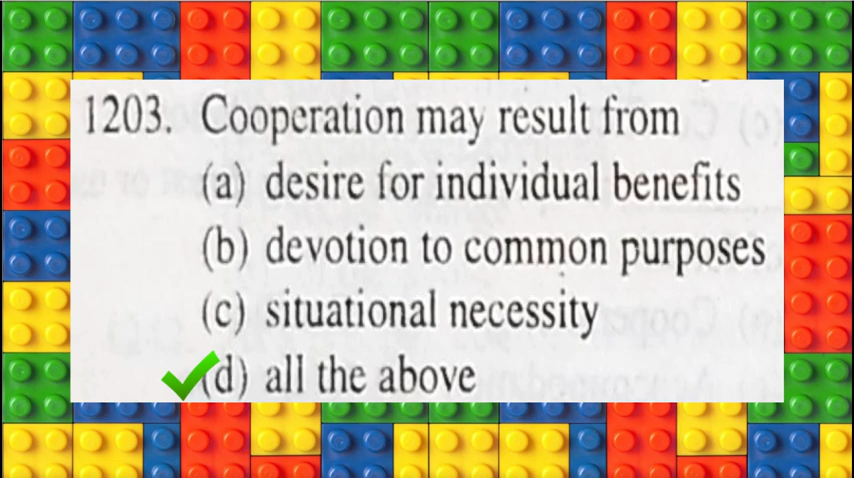 1203. Cooperation may result from
(a) desire for individual benefits
(b) devotion to common purposes
(c) situational necessity
(d) all the above